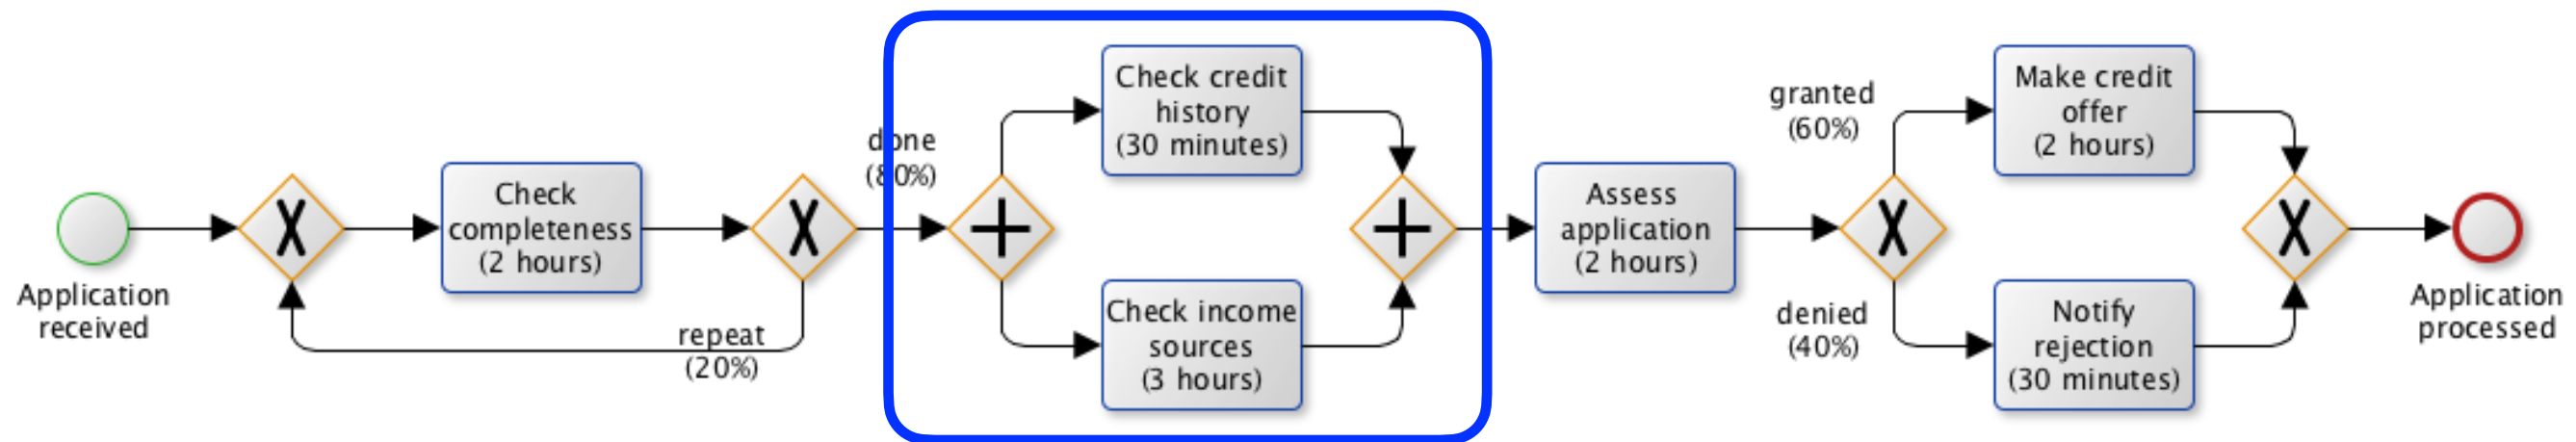 Application
received
Check
completeness
(2 hours)
repeat
(20%)
done
(80%)
Check credit
history
(30 minutes)
Check income
sources
(3 hours)
Assess
application
(2 hours)
granted
(60%)
denied
(40%)
Make credit
offer
(2 hours)
Notify
rejection
(30 minutes)
Application
processed